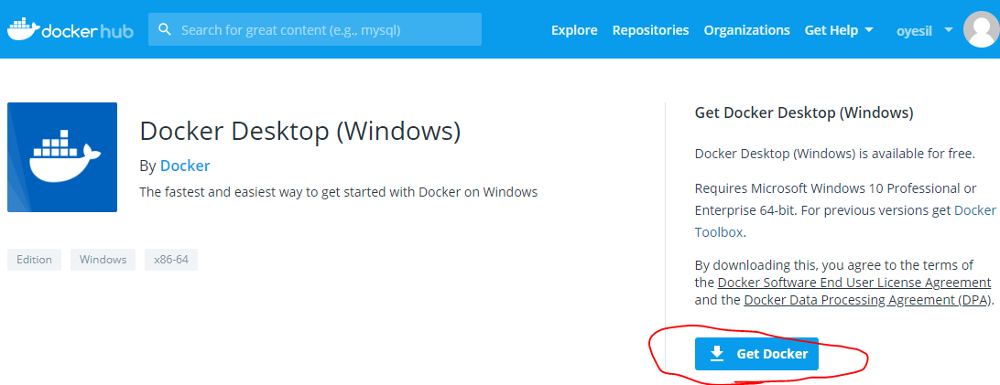 dockerhub
Search for great content (e.g., mysql)
Explore Repositories Organizations Get Help oyesil
Docker Desktop (Windows)
By Docker
The fastest and easiest way to get started with Docker on Windows
Edition Windows x86-64
Get Docker Desktop (Windows)
Docker Desktop (Windows) is available for free.
Requires Microsoft Windows 10 Professional or
Enterprise 64-bit. For previous versions get Docker
Toolbox.
By downloading this, you agree to the terms of
the Docker Software End User License Agreement
and the Docker Data Processing Agreement (DPA).
Get Docker